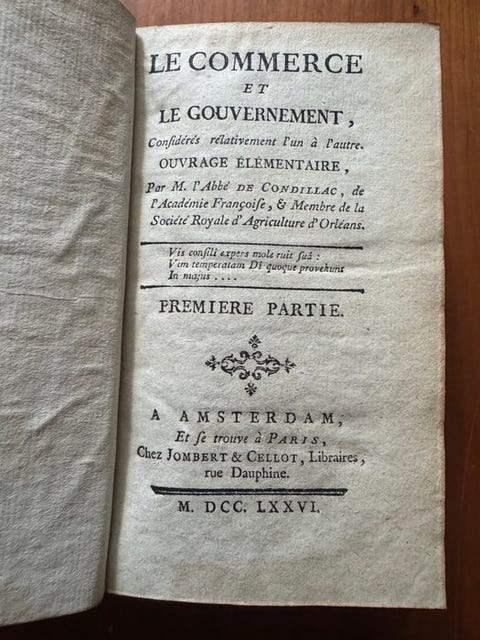 LE COMMERCE
ET
LE GOUVERNEMENT,
Conſidérés rélativement l'un à l'autre.
OUVRAGE ÉLÉMENTAIRE,
Par M. l'Abbé DE CONDILLAC, de
l'Académie Françoiſe, & Membre de la
Société Royale d'Agriculture d'Orléans.
Vis conſili expers mole ruit ſuâ :
Vim temperatam Dî quoque provehunt
In majus ....
PREMIERE PARTIE.
A AMSTERDAM,
Et ſe trouve à PARIS,
Chez JOMBERT & CELLOT, Libraires,
rue Dauphine.
M. DCC. LXXVI.